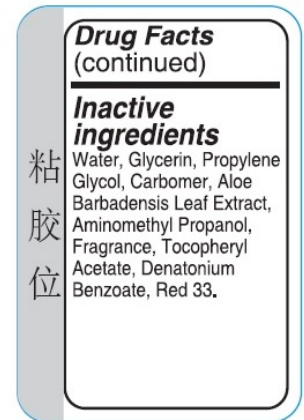 粘胶位
Drug Facts
(continued)
Inactive
ingredients
Water, Glycerin, Propylene
Glycol, Carbomer, Aloe
Barbadensis Leaf Extract,
Aminomethyl Propanol,
Fragrance, Tocopheryl
Acetate, Denatonium
Benzoate, Red 33.